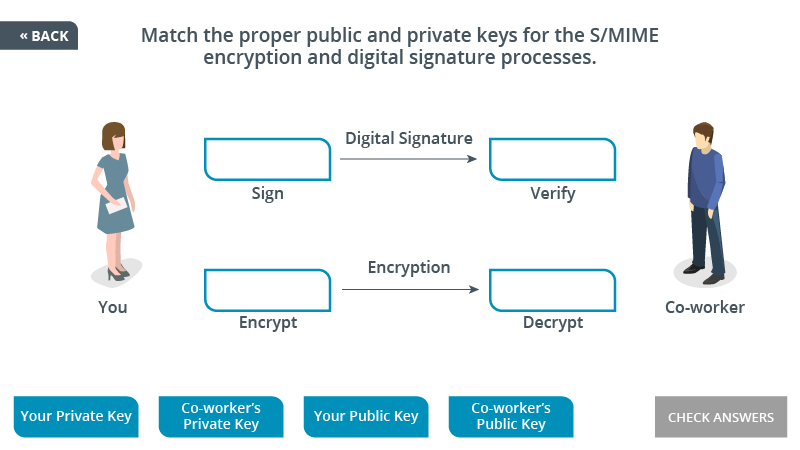 « BACK
Match the proper public and private keys for the S/MIME
encryption and digital signature processes.
Digital Signature
Sign
Verify
Encryption
You
Co-worker
Encrypt
Decrypt
Your Private Key
Co-worker's
Private Key
Your Public Key
Co-worker's
Public Key
CHECK ANSWERS